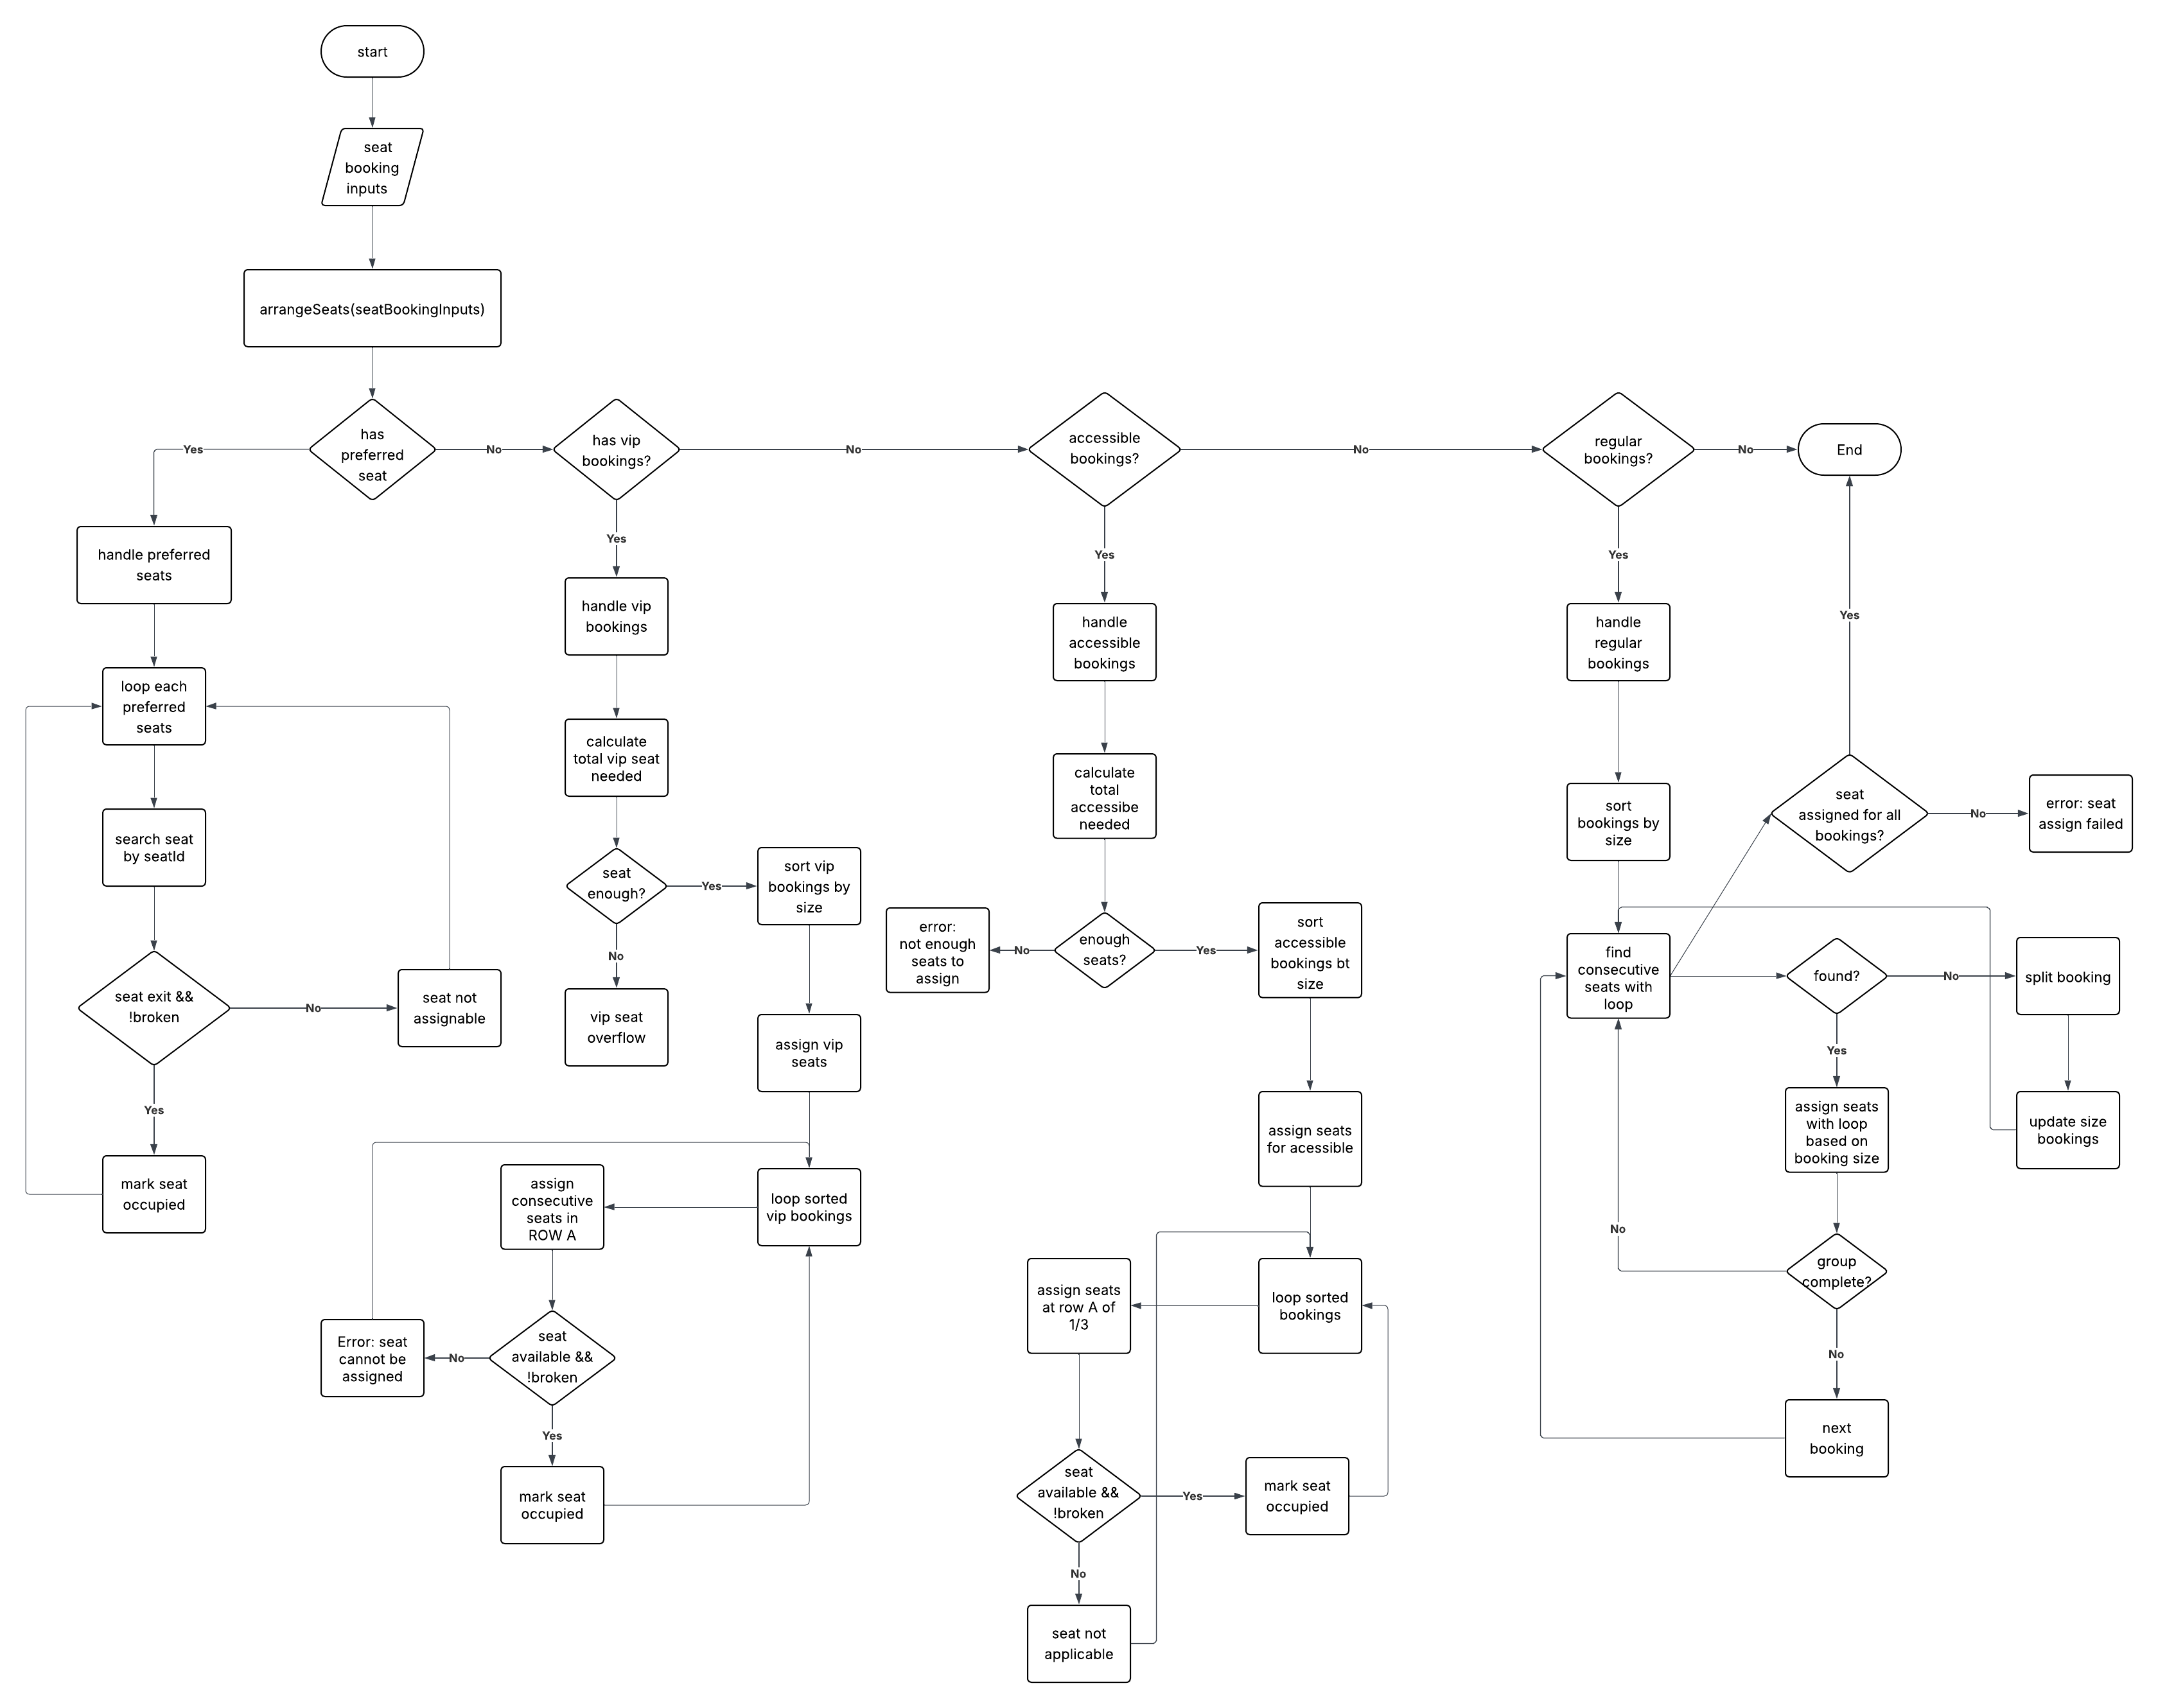 start
seat
booking
inputs
arrangeSeats(seatBookingInputs)
has
preferred
seat
Yes
No
has vip
bookings?
No
accessible
bookings?
No
regular
bookings?
No
End
handle preferred
seats
loop each
preferred
seats
search seat
by seatId
seat exit &&
!broken
No
seat not
assignable
Yes
mark seat
occupied
Yes
handle vip
bookings
calculate
total vip seat
needed
seat
enough?
Yes
sort vip
bookings by
size
No
vip seat
overflow
assign vip
seats
loop sorted
vip bookings
assign
consecutive
seats in
ROW A
seat
available &&
!broken
No
Error: seat
cannot be
assigned
Yes
mark seat
occupied
Yes
handle
accessible
bookings
calculate
total
accessibe
needed
enough
seats?
No
error:
not enough
seats to
assign
Yes
sort
accessible
bookings bt
size
assign seats
for acessible
loop sorted
bookings
assign seats
at row A of
1/3
seat
available &&
!broken
Yes
mark seat
occupied
No
seat not
applicable
Yes
handle
regular
bookings
sort
bookings by
size
find
consecutive
seats with
loop
Yes
seat
assigned for all
bookings?
No
error: seat
assign failed
found?
No
split booking
update size
bookings
Yes
assign seats
with loop
based on
booking size
group
complete?
No
No
next
booking